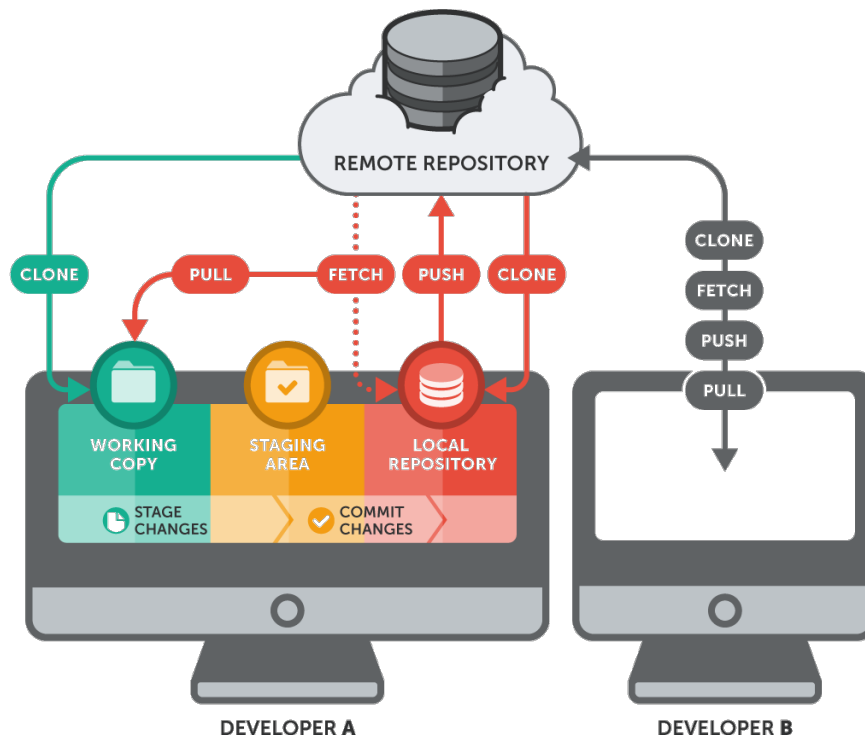 REMOTE REPOSITORY
CLONE
PULL
FETCH
PUSH
CLONE
CLONE
FETCH
PUSH
PULL
WORKING
COPY
STAGING
AREA
LOCAL
REPOSITORY
STAGE
CHANGES
COMMIT
CHANGES
DEVELOPER A
DEVELOPER B